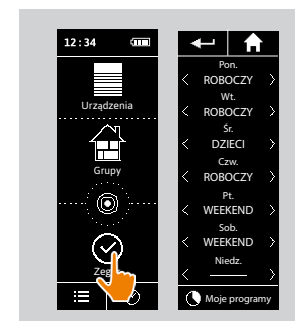 12:34
Urządzenia
Grupy
Pon.
ROBOCZY
Wt.
ROBOCZY
Śr.
DZIECI
Czw.
ROBOCZY
Pt.
WEEKEND
Sob.
WEEKEND
Niedz.
Moje programy